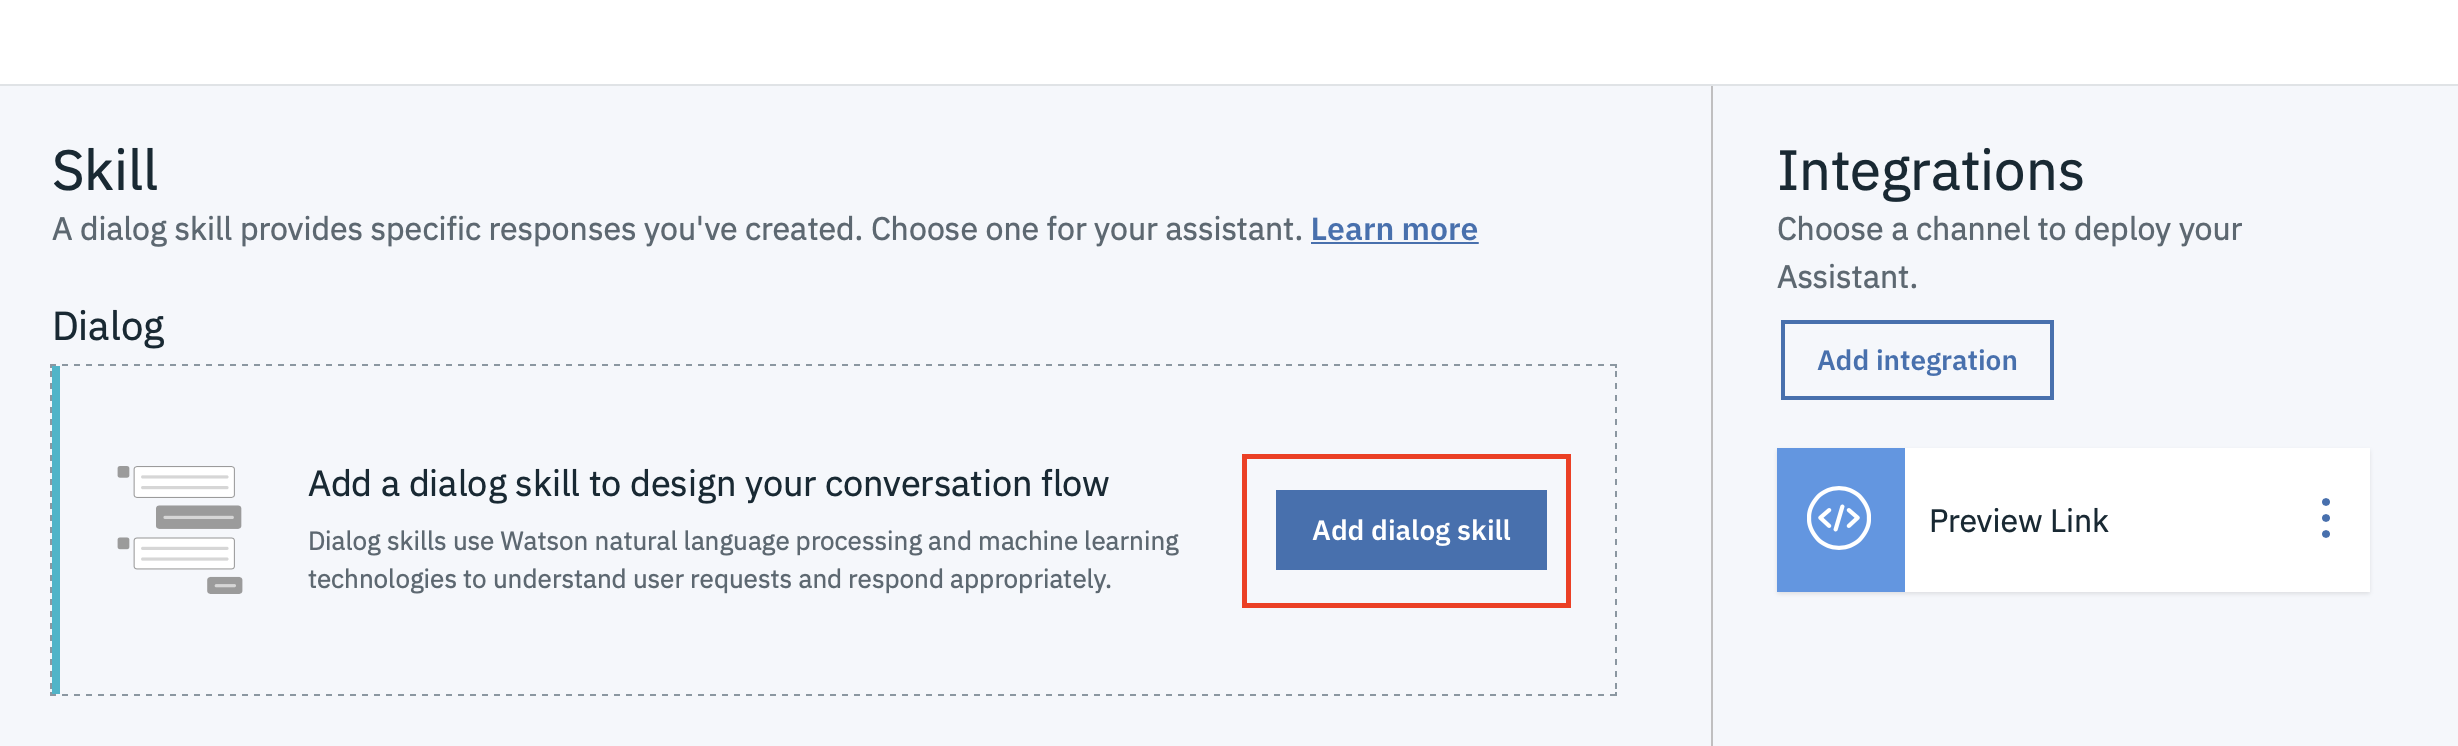 Skill
A dialog skill provides specific responses you've created. Choose one for your assistant. Learn more
Dialog
Add a dialog skill to design your conversation flow
Dialog skills use Watson natural language processing and machine learning
technologies to understand user requests and respond appropriately.
Add dialog skill
Integrations
Choose a channel to deploy your
Assistant.
Add integration
Preview Link